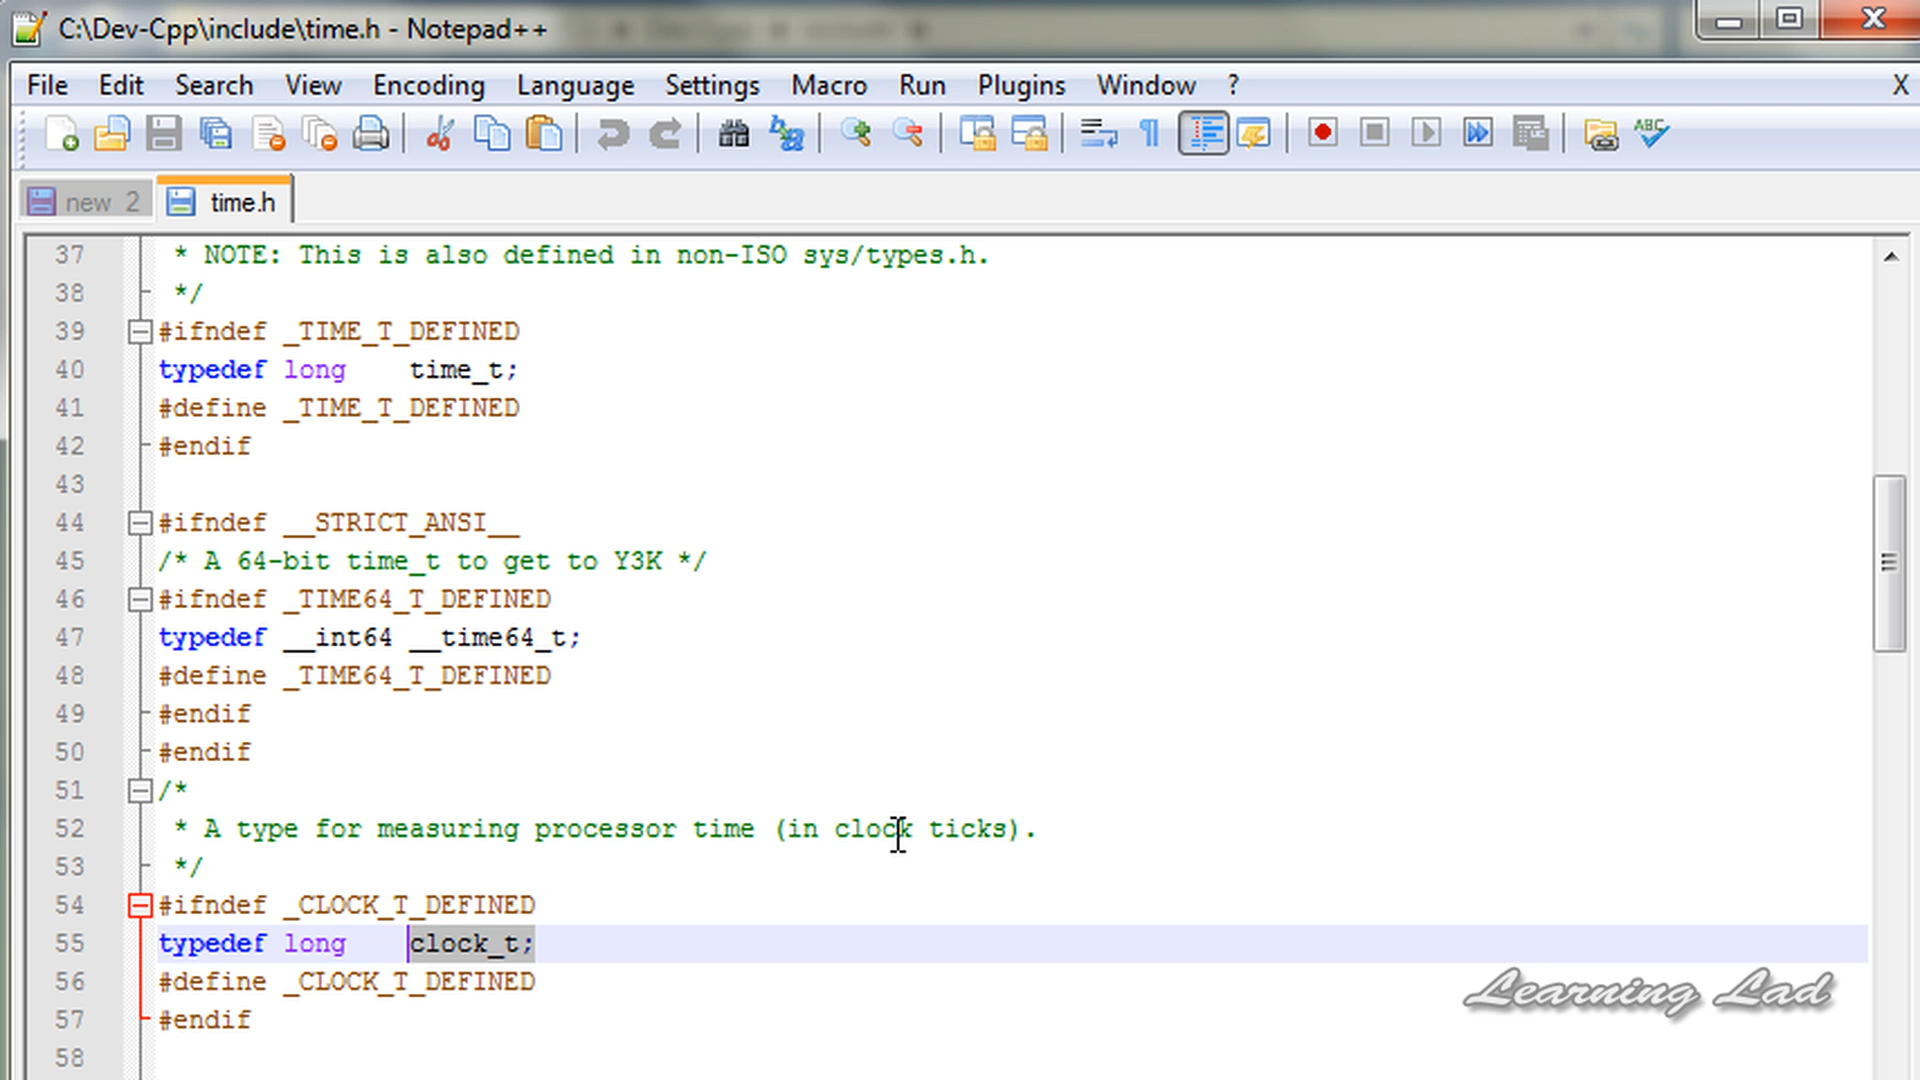 C:\Dev-Cpp\include\time.h - Notepad++
File Edit Search View Encoding Language Settings Macro Run Plugins Window ? X
ABC
new 2 time.h
37 * NOTE: This is also defined in non-ISO sys/types.h.
38 */
39 #ifndef _TIME_T_DEFINED
40 typedef long    time_t;
41 #define _TIME_T_DEFINED
42 #endif
43
44 #ifndef __STRICT_ANSI__
45 /* A 64-bit time_t to get to Y3K */
46 #ifndef _TIME64_T_DEFINED
47 typedef __int64 __time64_t;
48 #define _TIME64_T_DEFINED
49 #endif
50 #endif
51 /*
52 * A type for measuring processor time (in clock ticks).
53 */
54 #ifndef _CLOCK_T_DEFINED
55 typedef long    clock_t;
56 #define _CLOCK_T_DEFINED
57 #endif
58
Learning Lad